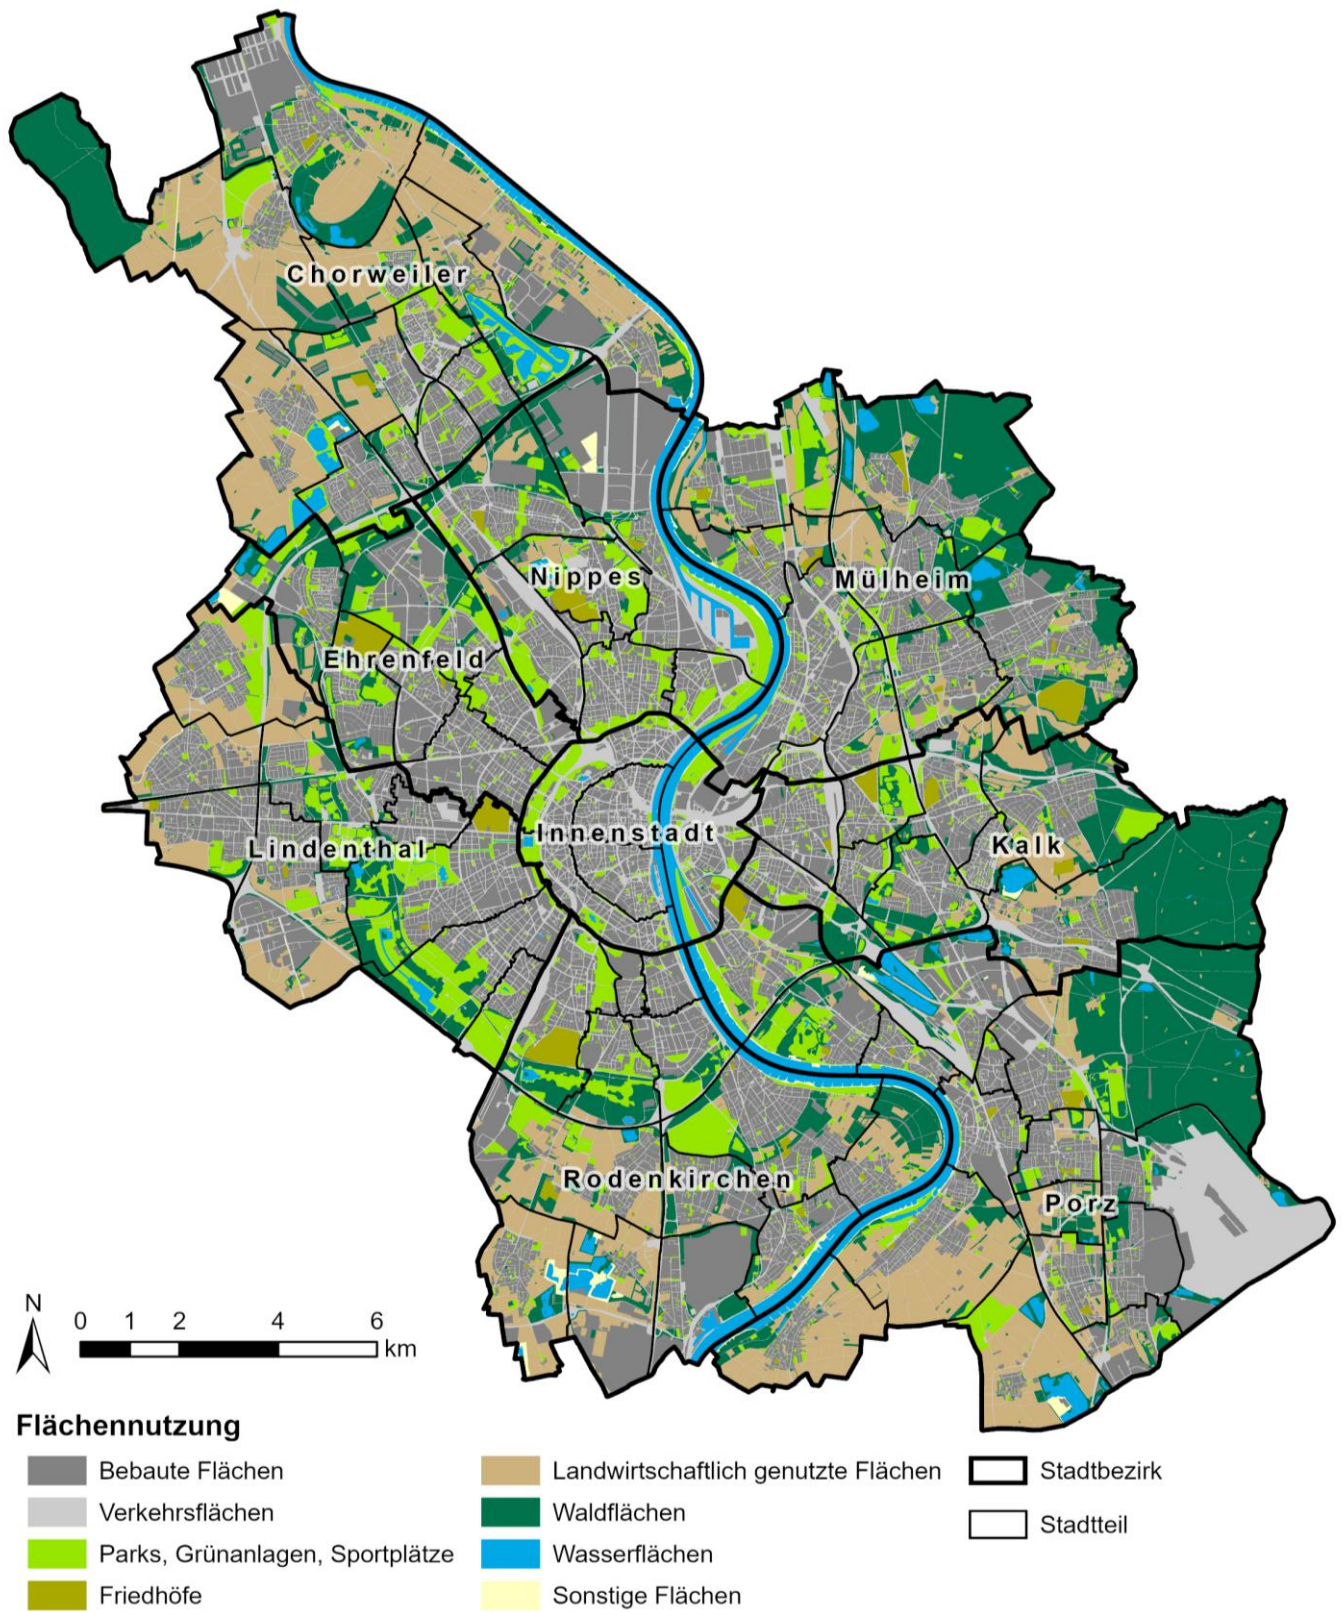 Chorweiler
Nippes
Mülheim
Ehrenfeld
Innenstadt
Lindenthal
Kalk
Rodenkirchen
Porz
N
0 1 2 4 6
km
Flächennutzung
Bebaute Flächen
Verkehrsflächen
Parks, Grünanlagen, Sportplätze
Friedhöfe
Landwirtschaftlich genutzte Flächen
Waldflächen
Wasserflächen
Sonstige Flächen
Stadtbezirk
Stadtteil